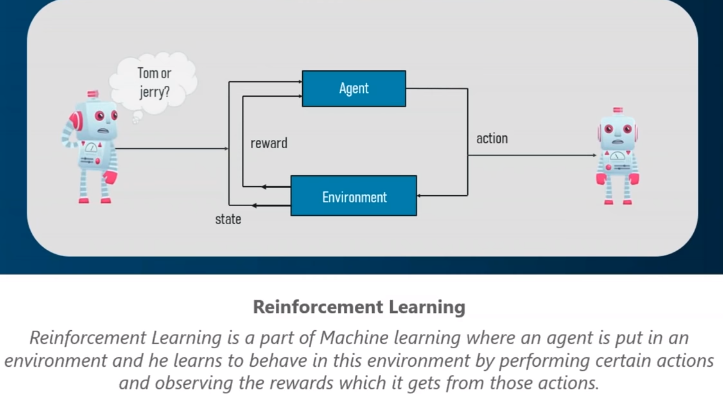 Tom or
jerry?
Agent
reward
action
Environment
state
Reinforcement Learning
Reinforcement Learning is a part of Machine learning where an agent is put in an
environment and he learns to behave in this environment by performing certain actions
and observing the rewards which it gets from those actions.